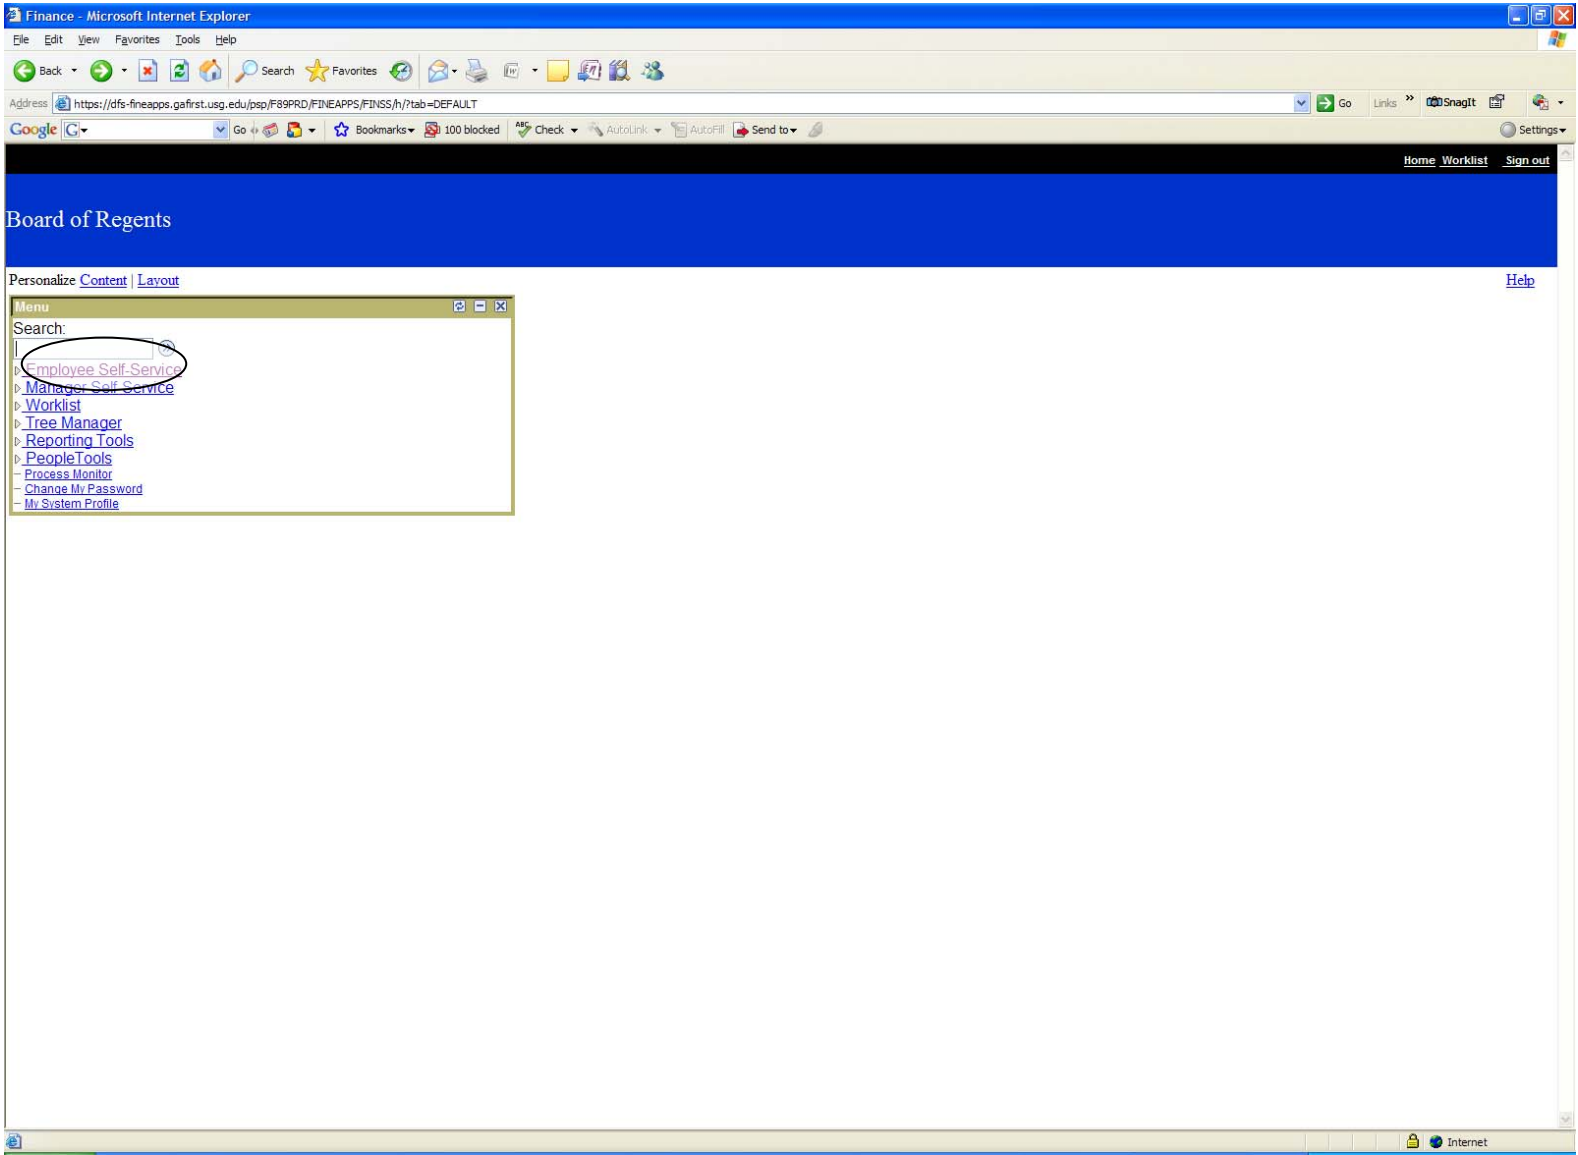 Finance - Microsoft Internet Explorer
File Edit View Favorites Tools Help
Back Search Favorites
Address https://dfs-fineapps.gafirst.usg.edu/psp/F89PRD/FINEAPPS/FINSS/h/?tab=DEFAULT Go Links » SnagIt
Google G Go Bookmarks 100 blocked ABC Check AutoLink AutoFill Send to Settings
Home Worklist Sign out
Board of Regents
Personalize Content | Layout Help
Menu
Search:
Employee Self-Service
Manager Self-Service
Worklist
Tree Manager
Reporting Tools
PeopleTools
Process Monitor
Change My Password
My System Profile
Internet